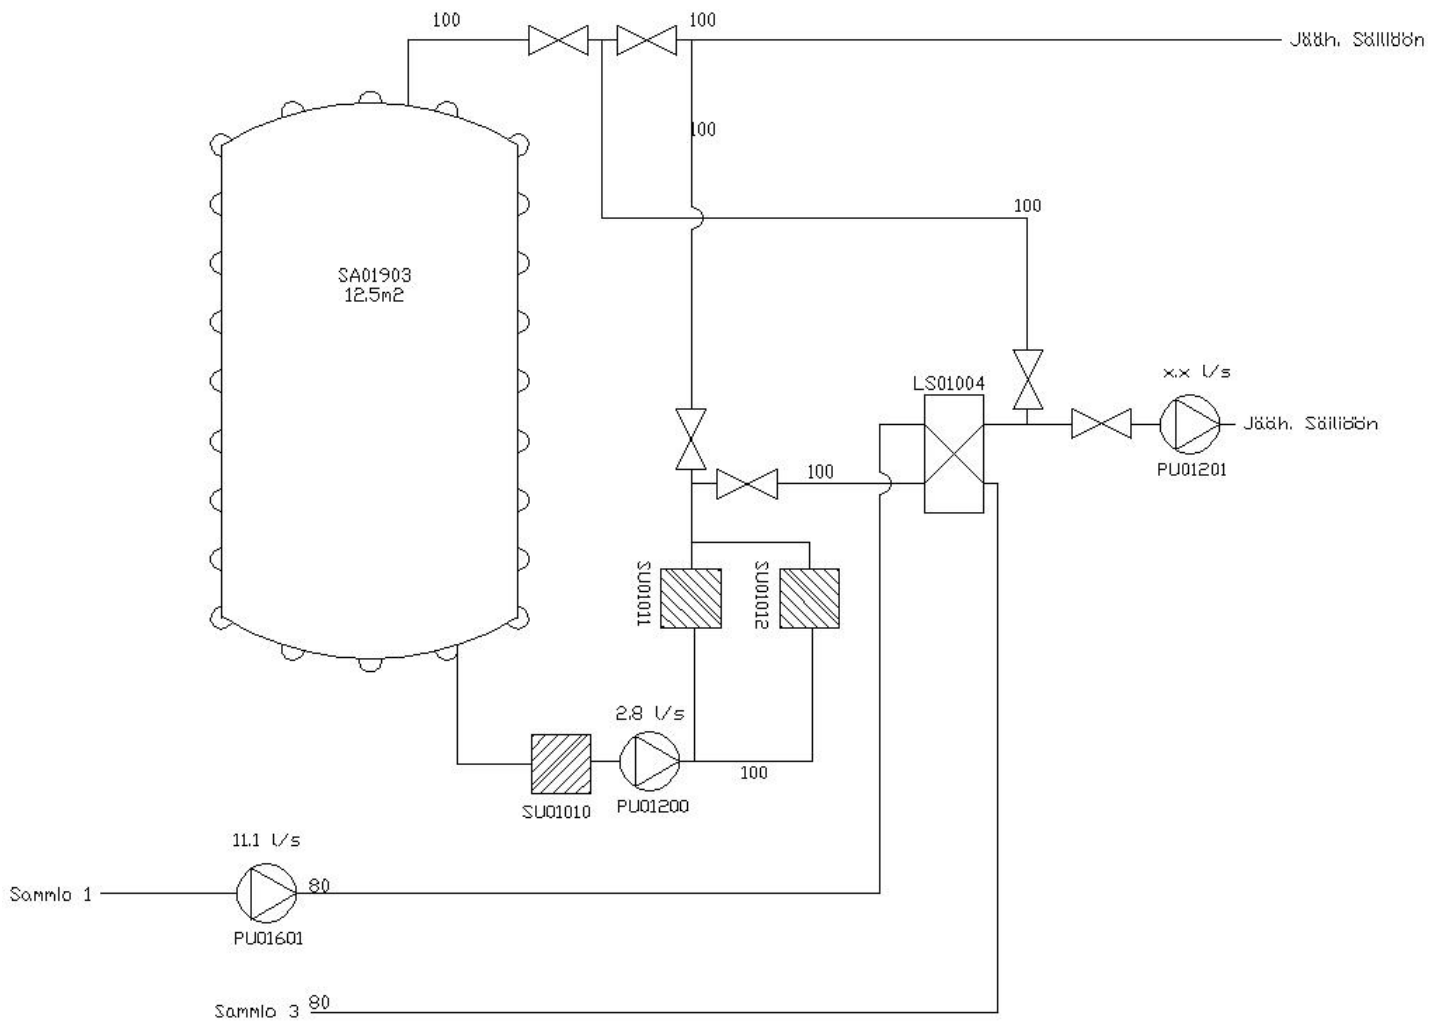 100
100
Jääh. Säiliöön
100
100
SA01903
12.5m2
x.x l/s
LS01004
Jääh. Säiliöön
PU01201
100
SU01011
SU01012
2.8 l/s
100
SU01010
PU01200
11.1 l/s
Sammio 1
80
PU01601
Sammio 3
80